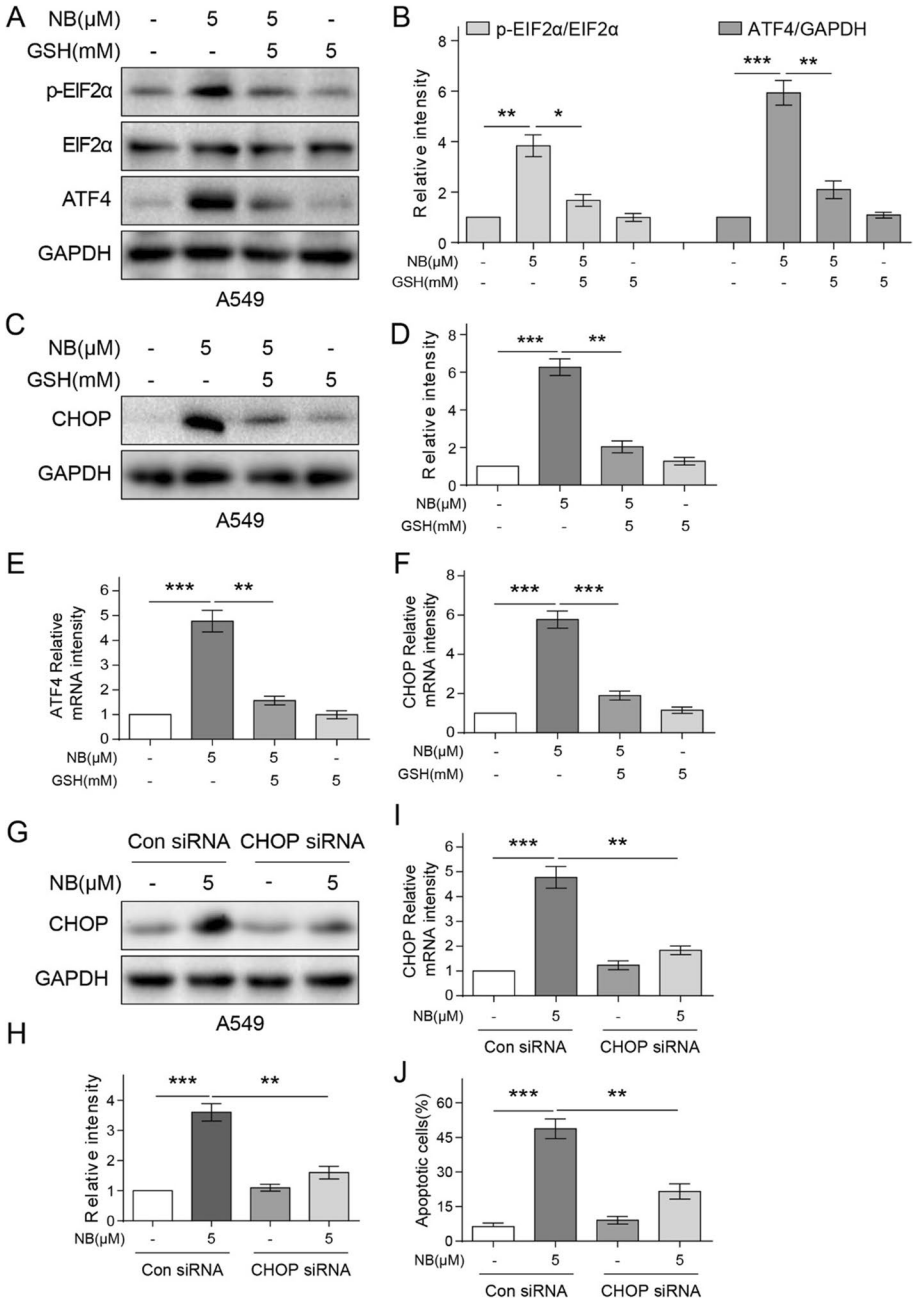 A
NB(μM) - 5 5 -
GSH(mM) - - 5 5
p-EIF2α
EIF2α
ATF4
GAPDH
A549
B
p-EIF2α/EIF2α ATF4/GAPDH
Relative intensity
8
6
4
2
0
** *
*** **
NB(μM) - 5 5 - - 5 5 -
GSH(mM) - - 5 5 - - 5 5
C
NB(μM) - 5 5 -
GSH(mM) - - 5 5
CHOP
GAPDH
A549
D
Relative intensity
8
6
4
2
0
*** **
NB(μM) - 5 5 -
GSH(mM) - - 5 5
E
ATF4 Relative
mRNA intensity
6
5
4
3
2
1
0
*** **
NB(μM) - 5 5 -
GSH(mM) - - 5 5
F
CHOP Relative
mRNA intensity
8
6
4
2
0
*** ***
NB(μM) - 5 5 -
GSH(mM) - - 5 5
G
Con siRNA CHOP siRNA
NB(μM) - 5 - 5
CHOP
GAPDH
A549
H
Relative intensity
5
4
3
2
1
0
*** **
NB(μM) - 5 - 5
Con siRNA CHOP siRNA
I
CHOP Relative
mRNA intensity
6
5
4
3
2
1
0
*** **
NB(μM) - 5 - 5
Con siRNA CHOP siRNA
J
Apoptotic cells(%)
60
45
30
15
0
*** **
NB(μM) - 5 - 5
Con siRNA CHOP siRNA